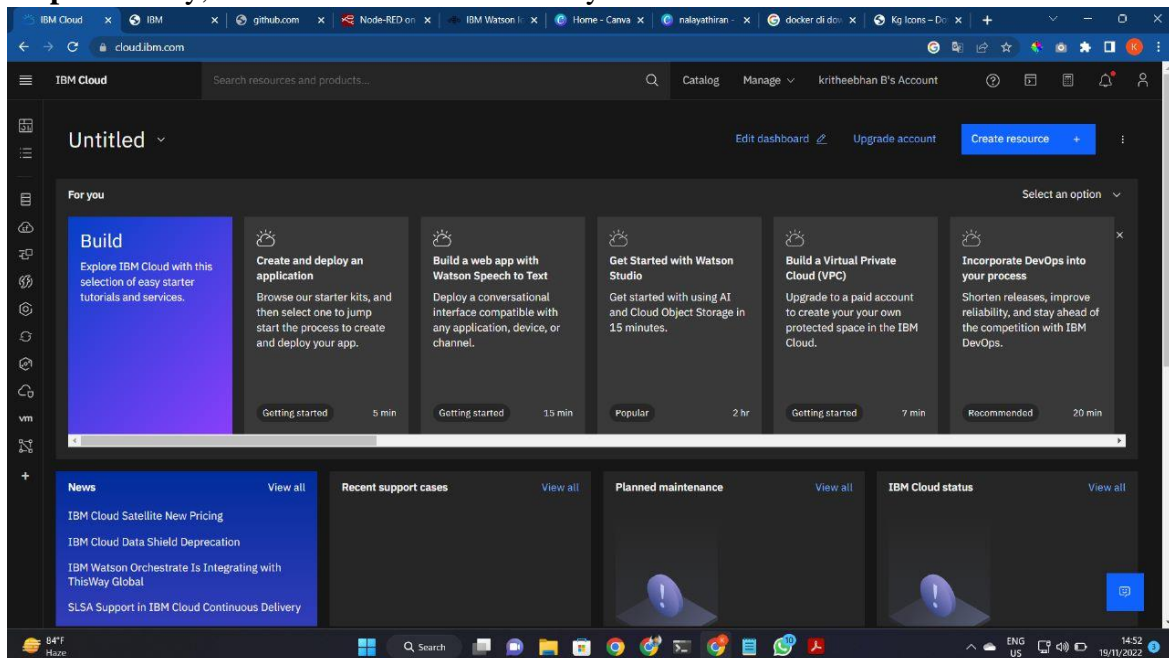 IBM Cloud
IBM
github.com
Node-RED on
IBM Watson Io
Home - Canva
nalayathiran -
docker cli dow
Kg Icons – Do
cloud.ibm.com
K
IBM Cloud
Search resources and products...
Catalog
Manage
kritheebhan B's Account
Untitled
Edit dashboard
Upgrade account
Create resource +
For you
Select an option
Build
Explore IBM Cloud with this
selection of easy starter
tutorials and services.
Create and deploy an
application
Browse our starter kits, and
then select one to jump
start the process to create
and deploy your app.
Getting started 5 min
Build a web app with
Watson Speech to Text
Deploy a conversational
interface compatible with
any application, device, or
channel.
Getting started 15 min
Get Started with Watson
Studio
Get started with using AI
and Cloud Object Storage in
15 minutes.
Popular 2 hr
Build a Virtual Private
Cloud (VPC)
Upgrade to a paid account
to create your your own
protected space in the IBM
Cloud.
Getting started 7 min
Incorporate DevOps into
your process
Shorten releases, improve
reliability, and stay ahead of
the competition with IBM
DevOps.
Recommended 20 min
vm
News View all
IBM Cloud Satellite New Pricing
IBM Cloud Data Shield Deprecation
IBM Watson Orchestrate Is Integrating with
ThisWay Global
SLSA Support in IBM Cloud Continuous Delivery
Recent support cases View all
Planned maintenance View all
IBM Cloud status View all
84°F
Haze
Search
10
ENG
US
14:52
19/11/2022
2